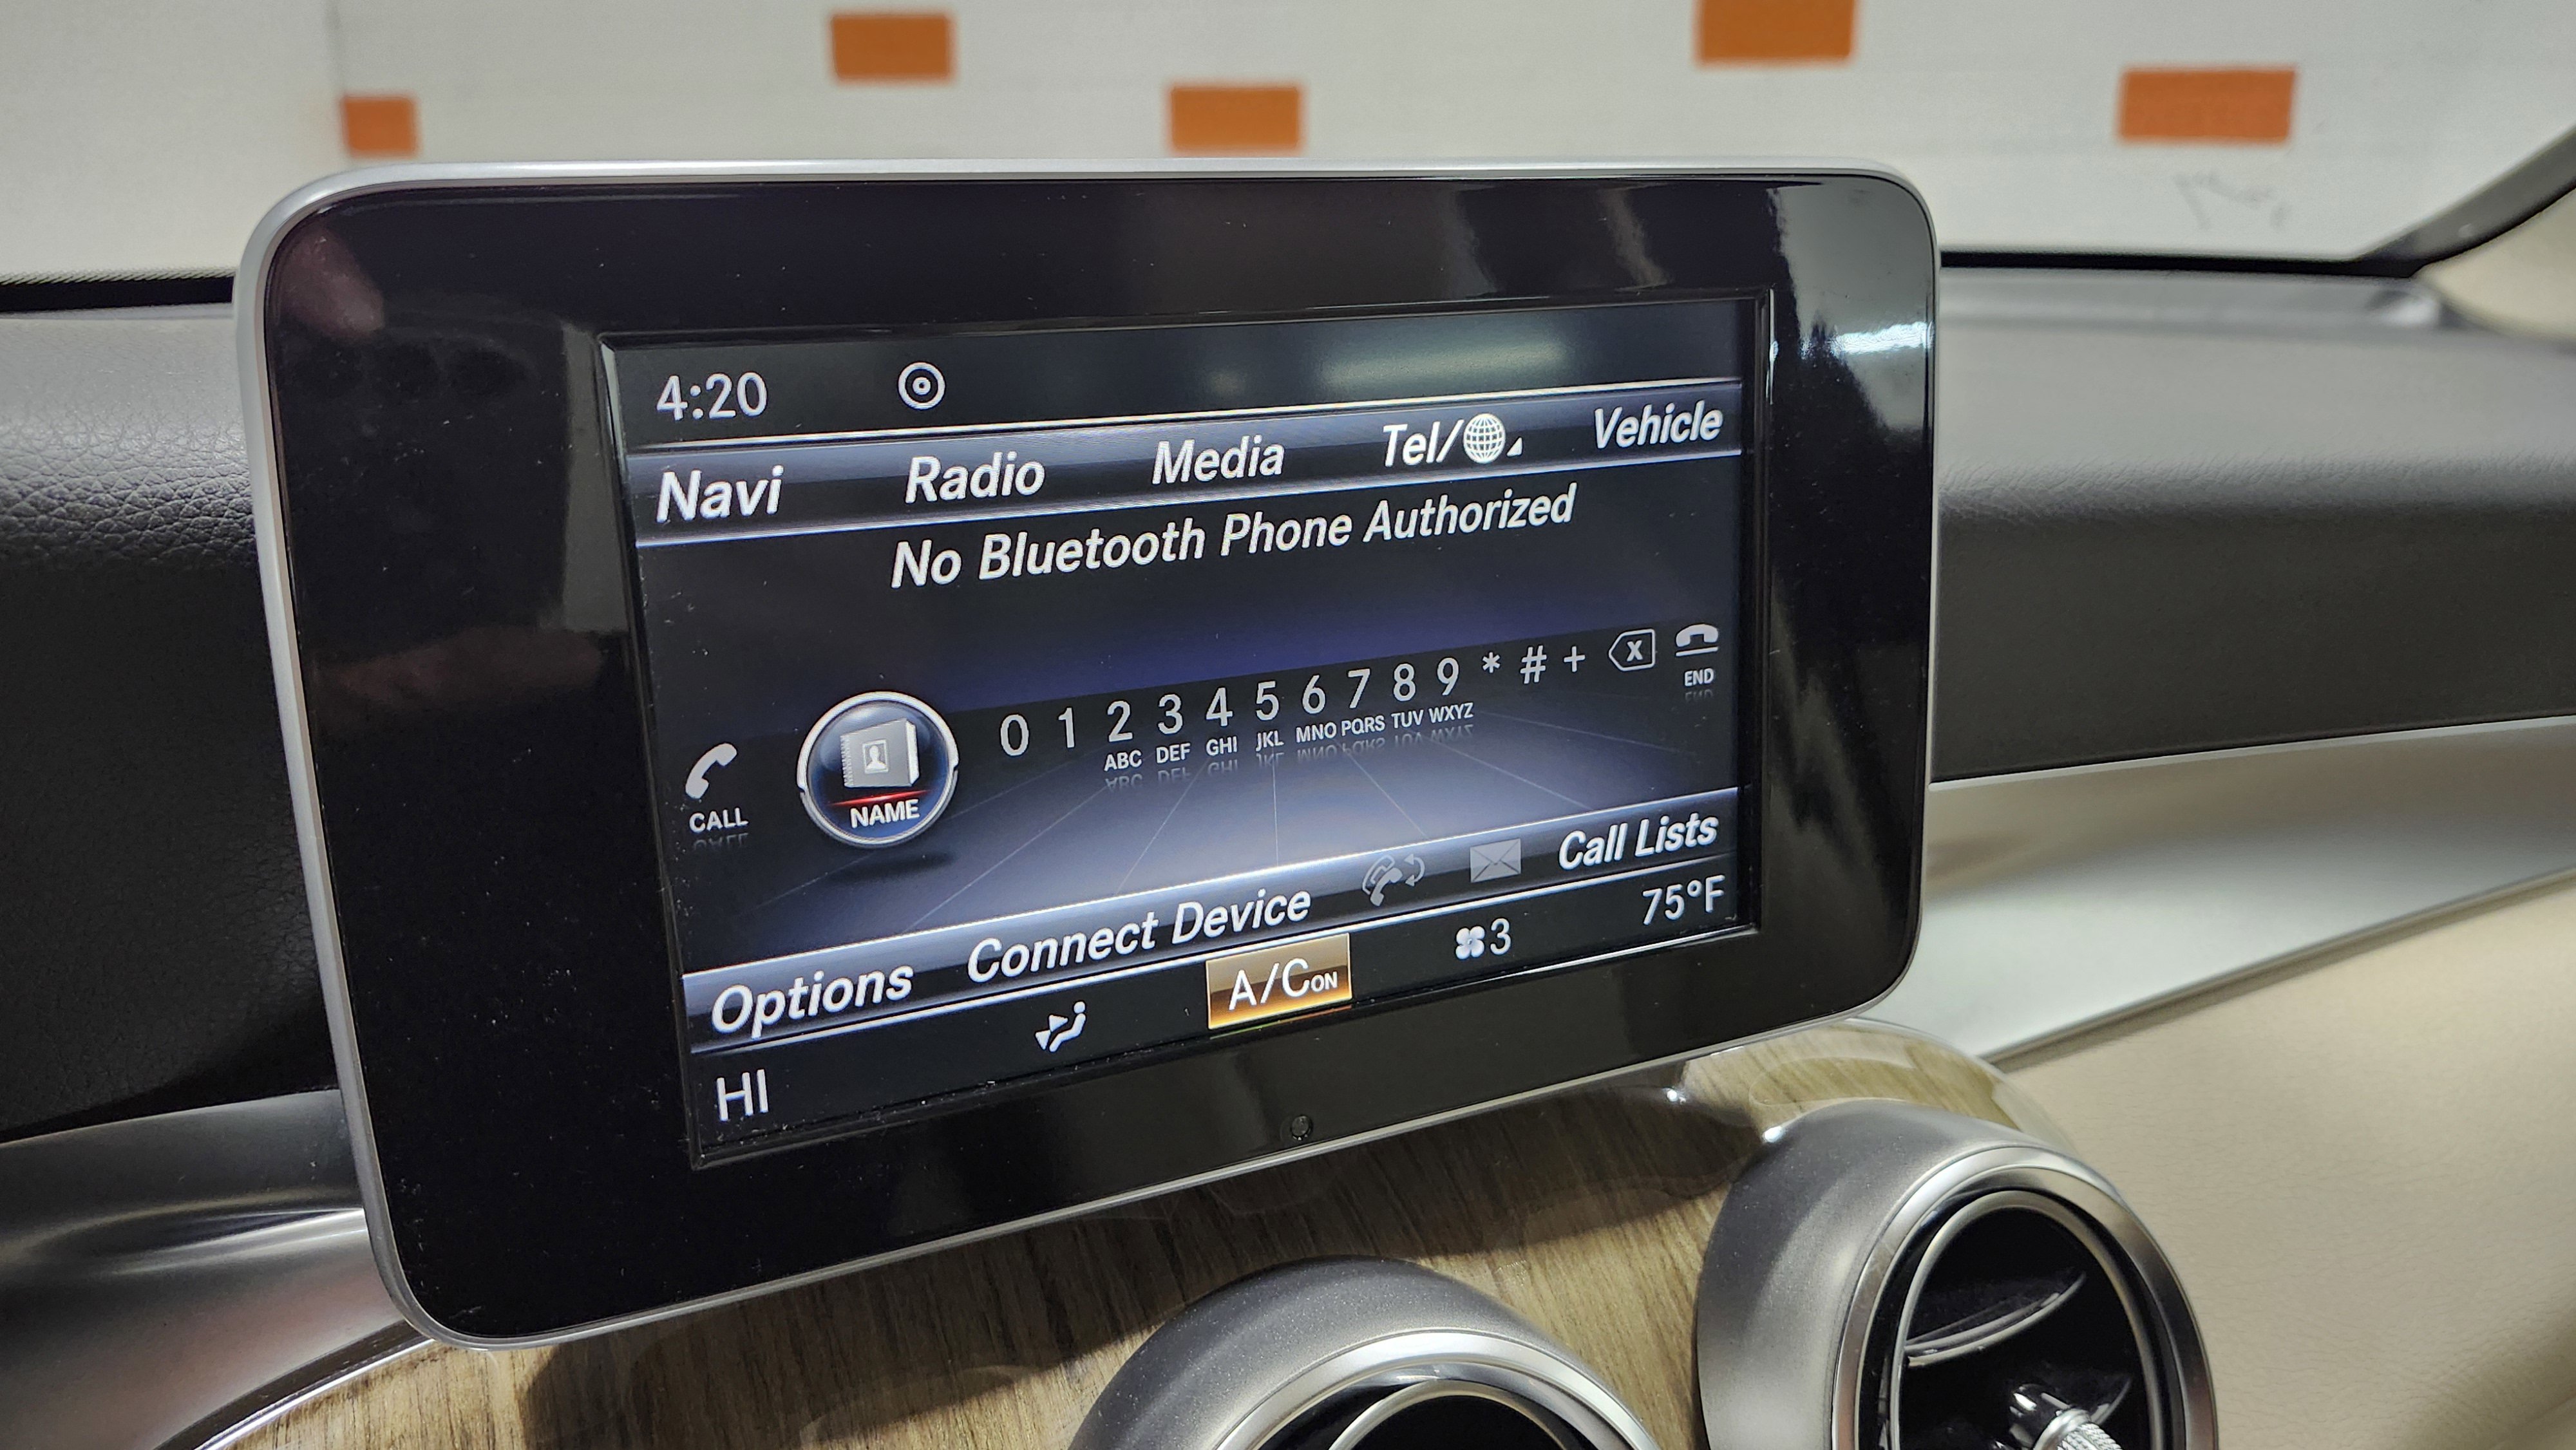 4:20
Navi Radio Media Tel/ Vehicle
No Bluetooth Phone Authorized
0 1 2 3 4 5 6 7 8 9 * # + X
ABC DEF GHI JKL MNO PQRS TUV WXYZ
END
CALL
NAME
Options Connect Device Call Lists
HI A/C ON 3 75°F